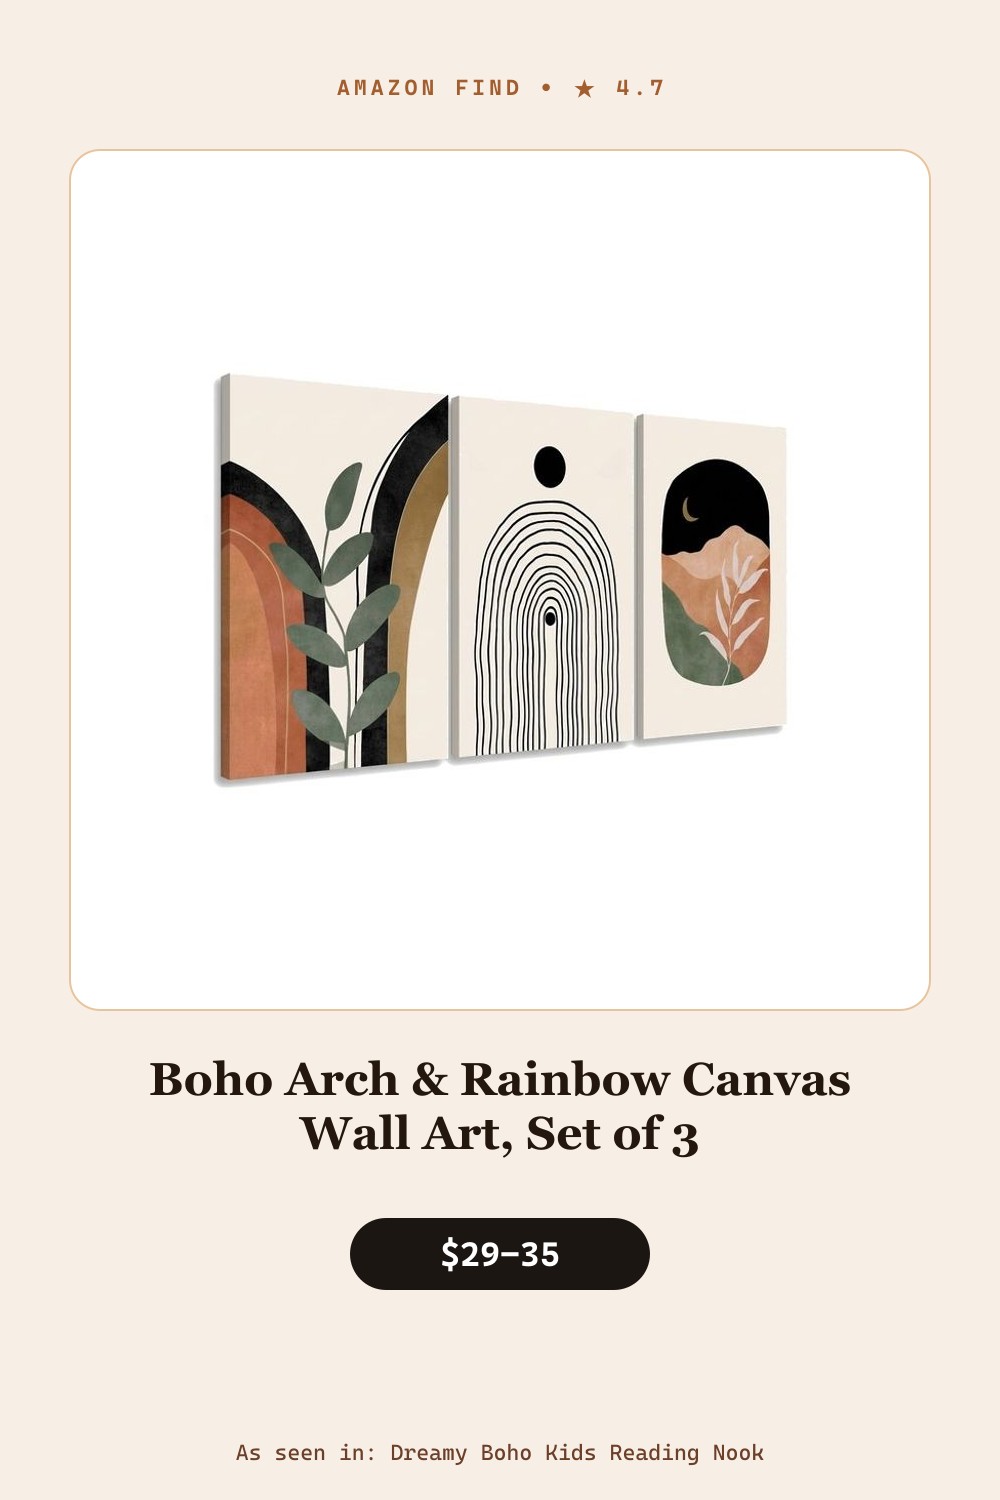 AMAZON FIND • ★ 4.7
Boho Arch & Rainbow Canvas
Wall Art, Set of 3
$29–35
As seen in: Dreamy Boho Kids Reading Nook